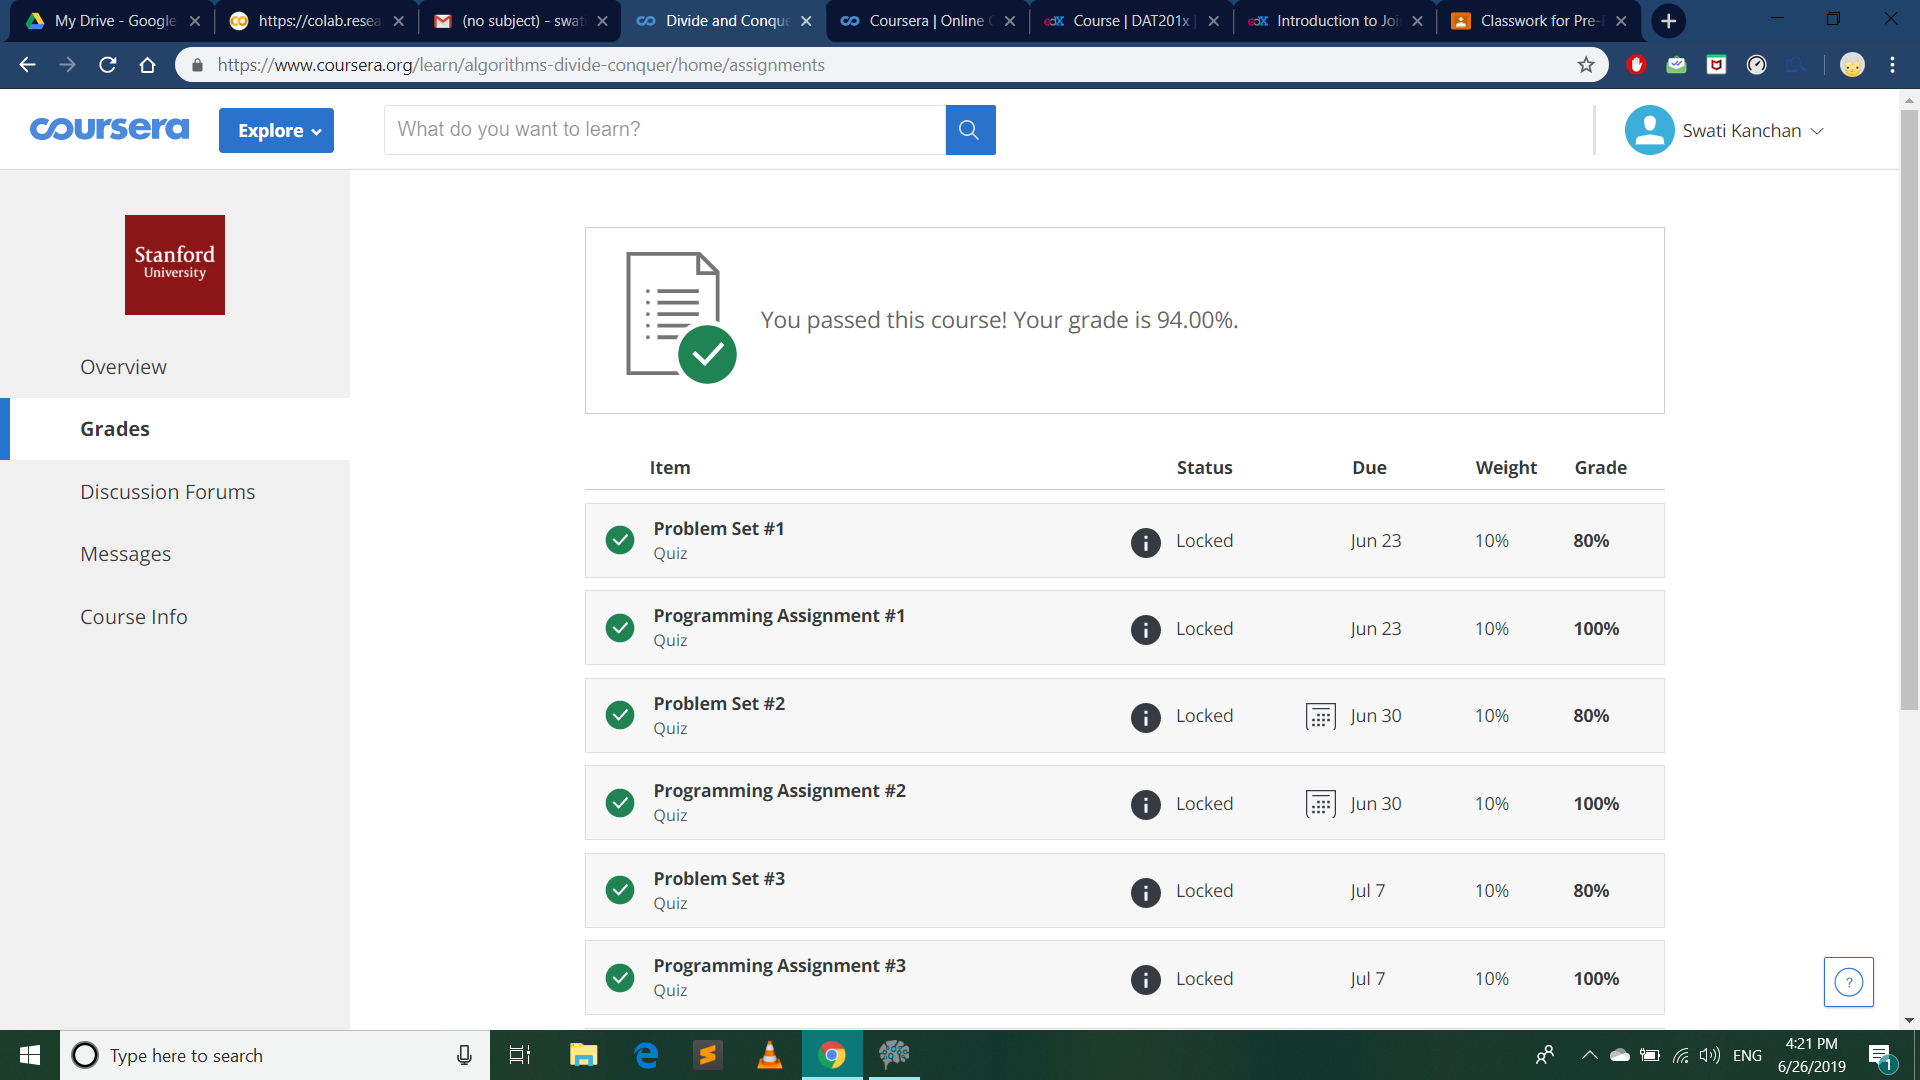 My Drive - Google
https://colab.resea
(no subject) - swat
Divide and Conque
Coursera | Online C
edX Course | DAT201x |
edX Introduction to Joi
Classwork for Pre-
https://www.coursera.org/learn/algorithms-divide-conquer/home/assignments
coursera
Explore
What do you want to learn?
Swati Kanchan
Stanford
University
Overview
Grades
Discussion Forums
Messages
Course Info
You passed this course! Your grade is 94.00%.
Item Status Due Weight Grade
Problem Set #1
Quiz
Locked Jun 23 10% 80%
Programming Assignment #1
Quiz
Locked Jun 23 10% 100%
Problem Set #2
Quiz
Locked Jun 30 10% 80%
Programming Assignment #2
Quiz
Locked Jun 30 10% 100%
Problem Set #3
Quiz
Locked Jul 7 10% 80%
Programming Assignment #3
Quiz
Locked Jul 7 10% 100%
?
Type here to search
ENG
4:21 PM
6/26/2019
1